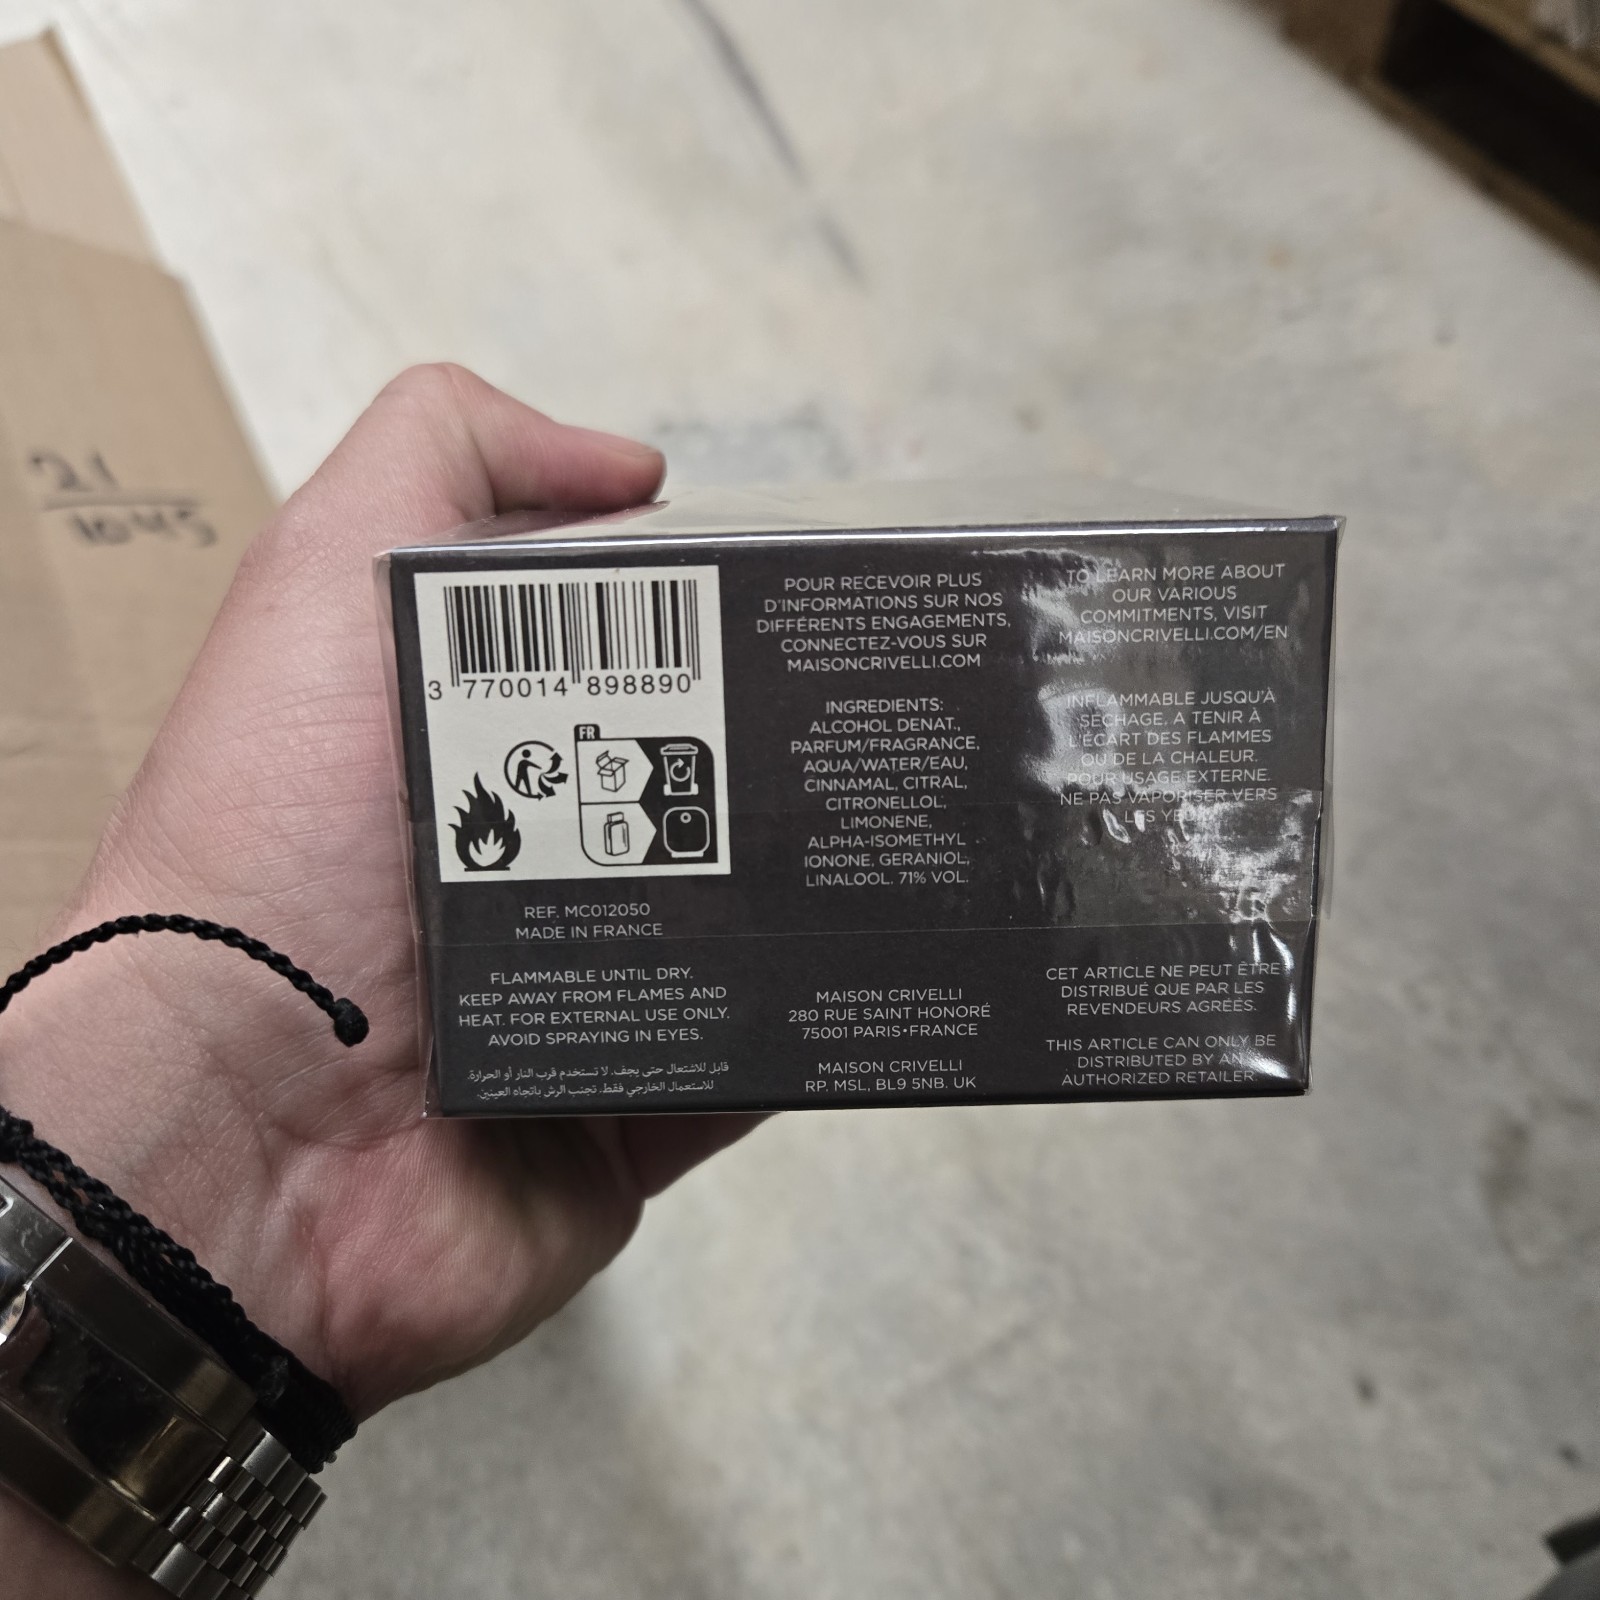 21
1045
3 770014 898890
FR
REF. MC012050
MADE IN FRANCE
FLAMMABLE UNTIL DRY.
KEEP AWAY FROM FLAMES AND
HEAT. FOR EXTERNAL USE ONLY.
AVOID SPRAYING IN EYES.
قابل للاشتعال حتى يجف. لا تستخدم قرب النار أو الحرارة.
للاستعمال الخارجي فقط. تجنب الرش باتجاه العينين.
POUR RECEVOIR PLUS
D'INFORMATIONS SUR NOS
DIFFÉRENTS ENGAGEMENTS,
CONNECTEZ-VOUS SUR
MAISONCRIVELLI.COM
INGREDIENTS:
ALCOHOL DENAT.,
PARFUM/FRAGRANCE,
AQUA/WATER/EAU,
CINNAMAL, CITRAL,
CITRONELLOL,
LIMONENE,
ALPHA-ISOMETHYL
IONONE, GERANIOL,
LINALOOL. 71% VOL.
MAISON CRIVELLI
280 RUE SAINT HONORÉ
75001 PARIS•FRANCE
MAISON CRIVELLI
RP. MSL, BL9 5NB. UK
TO LEARN MORE ABOUT
OUR VARIOUS
COMMITMENTS, VISIT
MAISONCRIVELLI.COM/EN
INFLAMMABLE JUSQU'À
SÉCHAGE. A TENIR À
L'ÉCART DES FLAMMES
OU DE LA CHALEUR.
POUR USAGE EXTERNE.
NE PAS VAPORISER VERS
LES YEUX.
CET ARTICLE NE PEUT ÊTRE
DISTRIBUÉ QUE PAR LES
REVENDEURS AGRÉÉS.
THIS ARTICLE CAN ONLY BE
DISTRIBUTED BY AN
AUTHORIZED RETAILER.